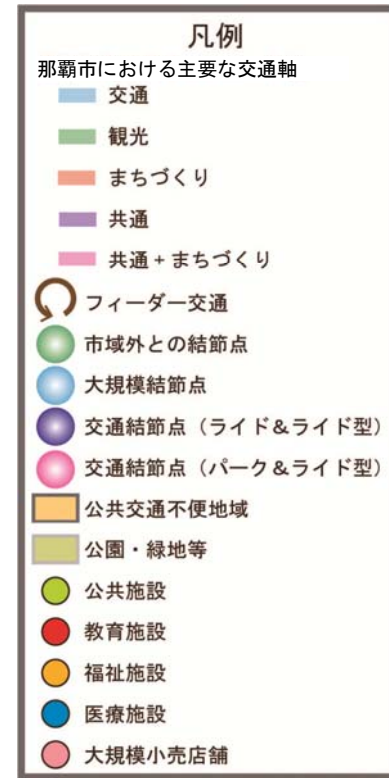 凡例
那覇市における主要な交通軸
交通
観光
まちづくり
共通
共通+まちづくり
フィーダー交通
市域外との結節点
大規模結節点
交通結節点（ライド&ライド型）
交通結節点（パーク&ライド型）
公共交通不便地域
公園・緑地等
公共施設
教育施設
福祉施設
医療施設
大規模小売店舗